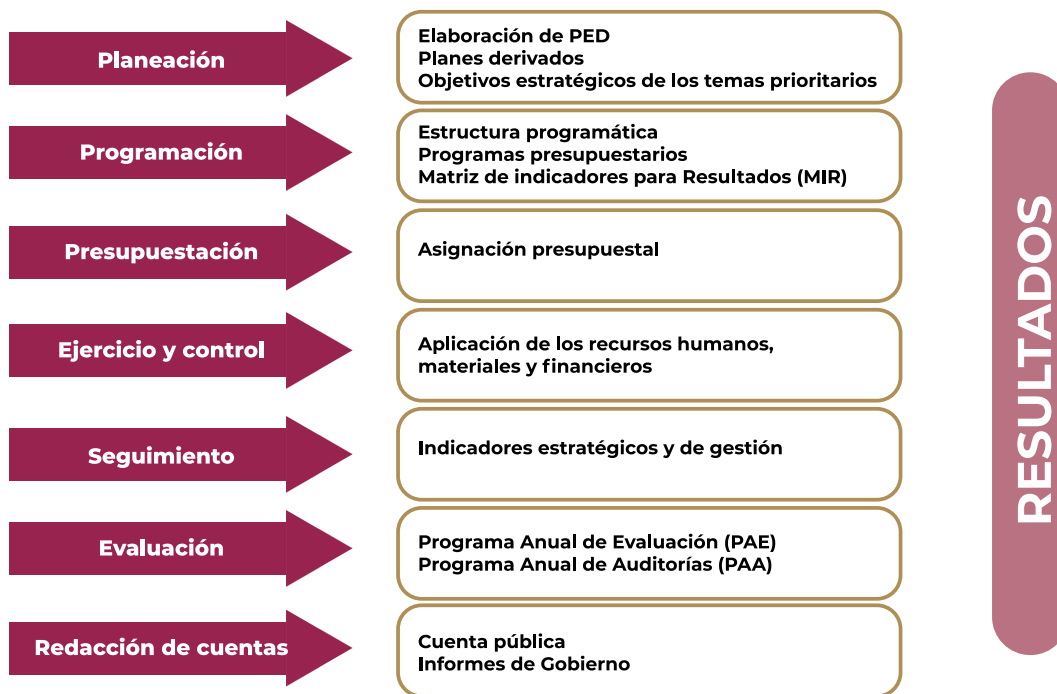 Planeación
Elaboración de PED
Planes derivados
Objetivos estratégicos de los temas prioritarios
Programación
Estructura programática
Programas presupuestarios
Matriz de indicadores para Resultados (MIR)
Presupuestación
Asignación presupuestal
Ejercicio y control
Aplicación de los recursos humanos,
materiales y financieros
Seguimiento
Indicadores estratégicos y de gestión
Evaluación
Programa Anual de Evaluación (PAE)
Programa Anual de Auditorías (PAA)
Redacción de cuentas
Cuenta pública
Informes de Gobierno
RESULTADOS